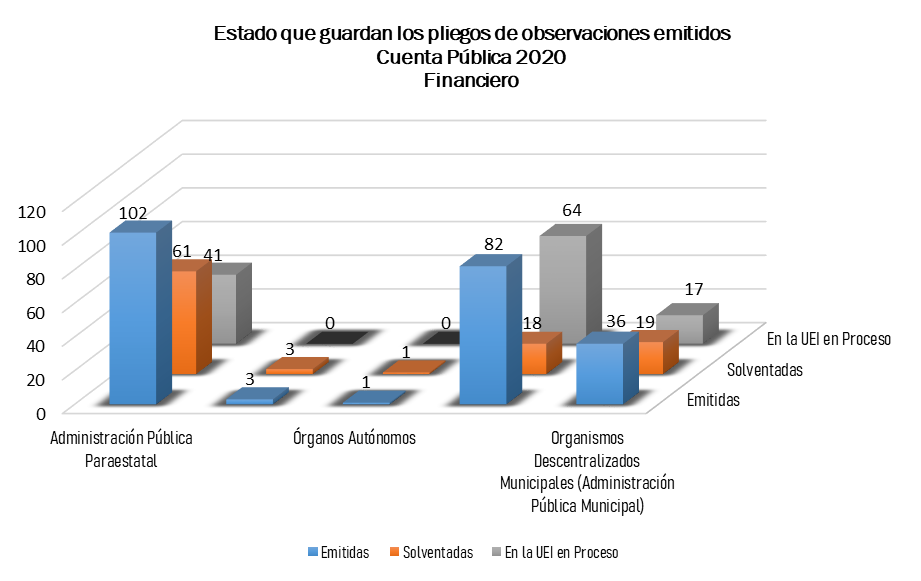 Estado que guardan los pliegos de observaciones emitidos
Cuenta Pública 2020
Financiero
120
100
80
60
40
20
0
102
61
41
3
3
0
1
1
0
82
18
64
36
19
17
En la UEI en Proceso
Solventadas
Emitidas
Administración Pública
Paraestatal
Órganos Autónomos
Organismos
Descentralizados
Municipales (Administración
Pública Municipal)
Emitidas
Solventadas
En la UEI en Proceso